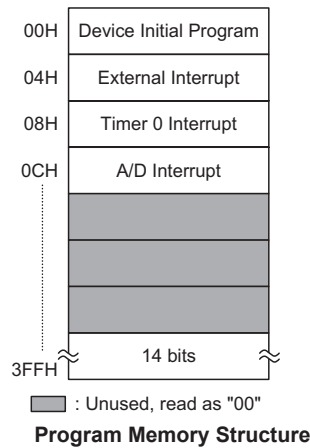 00H Device Initial Program
04H External Interrupt
08H Timer 0 Interrupt
0CH A/D Interrupt
14 bits
3FFH
: Unused, read as "00"
Program Memory Structure